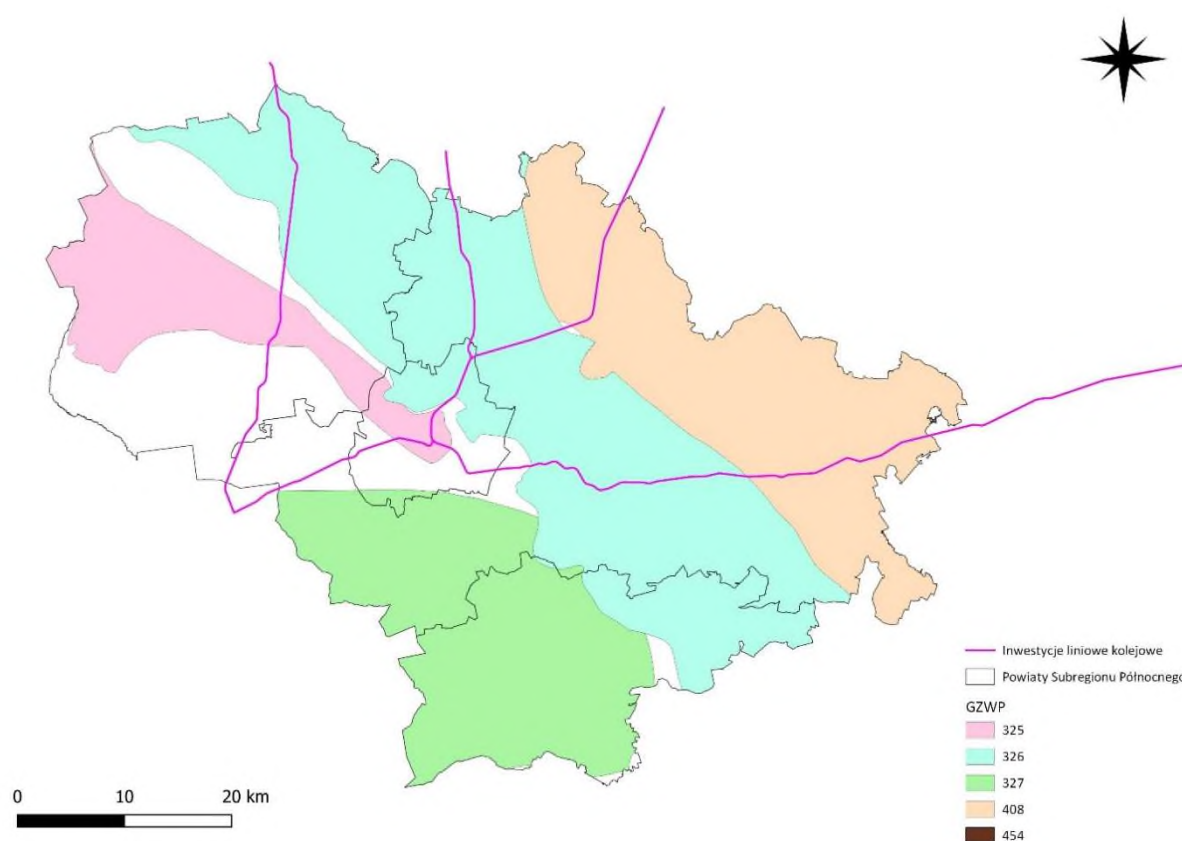 Inwestycje liniowe kolejowe
Powiaty Subregionu Północnego
GZWP
325
326
327
408
454
0 10 20 km